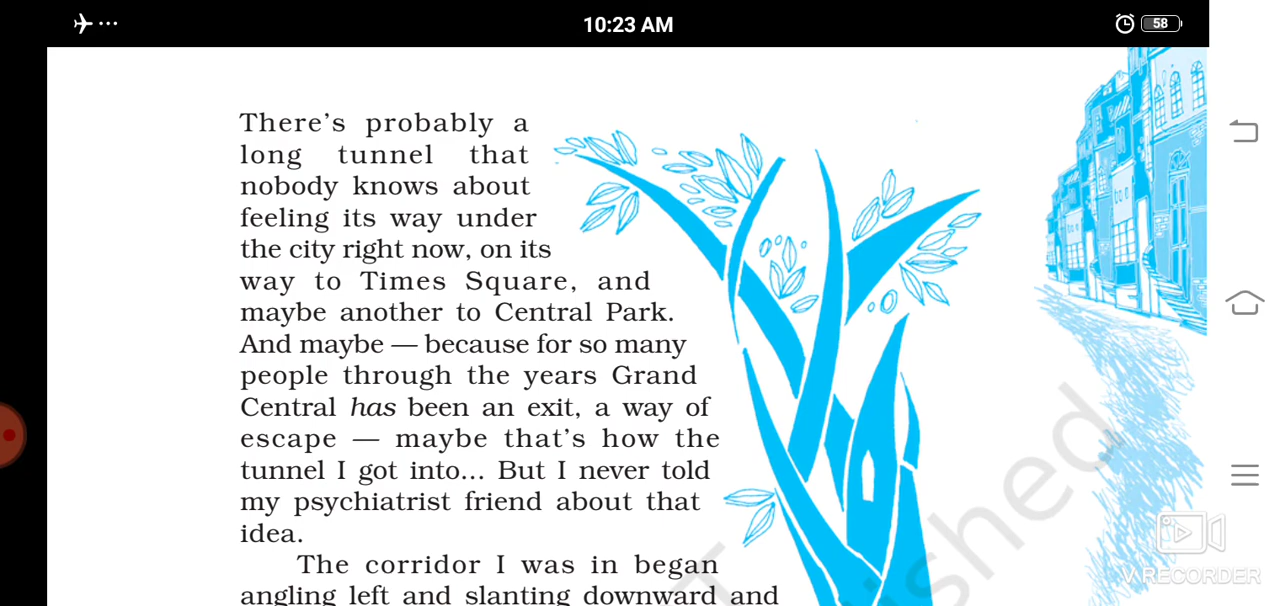 10:23 AM
58
There's probably a
long tunnel that
nobody knows about
feeling its way under
the city right now, on its
way to Times Square, and
maybe another to Central Park.
And maybe — because for so many
people through the years Grand
Central has been an exit, a way of
escape — maybe that's how the
tunnel I got into... But I never told
my psychiatrist friend about that
idea.
The corridor I was in began
angling left and slanting downward and
V RECORDER